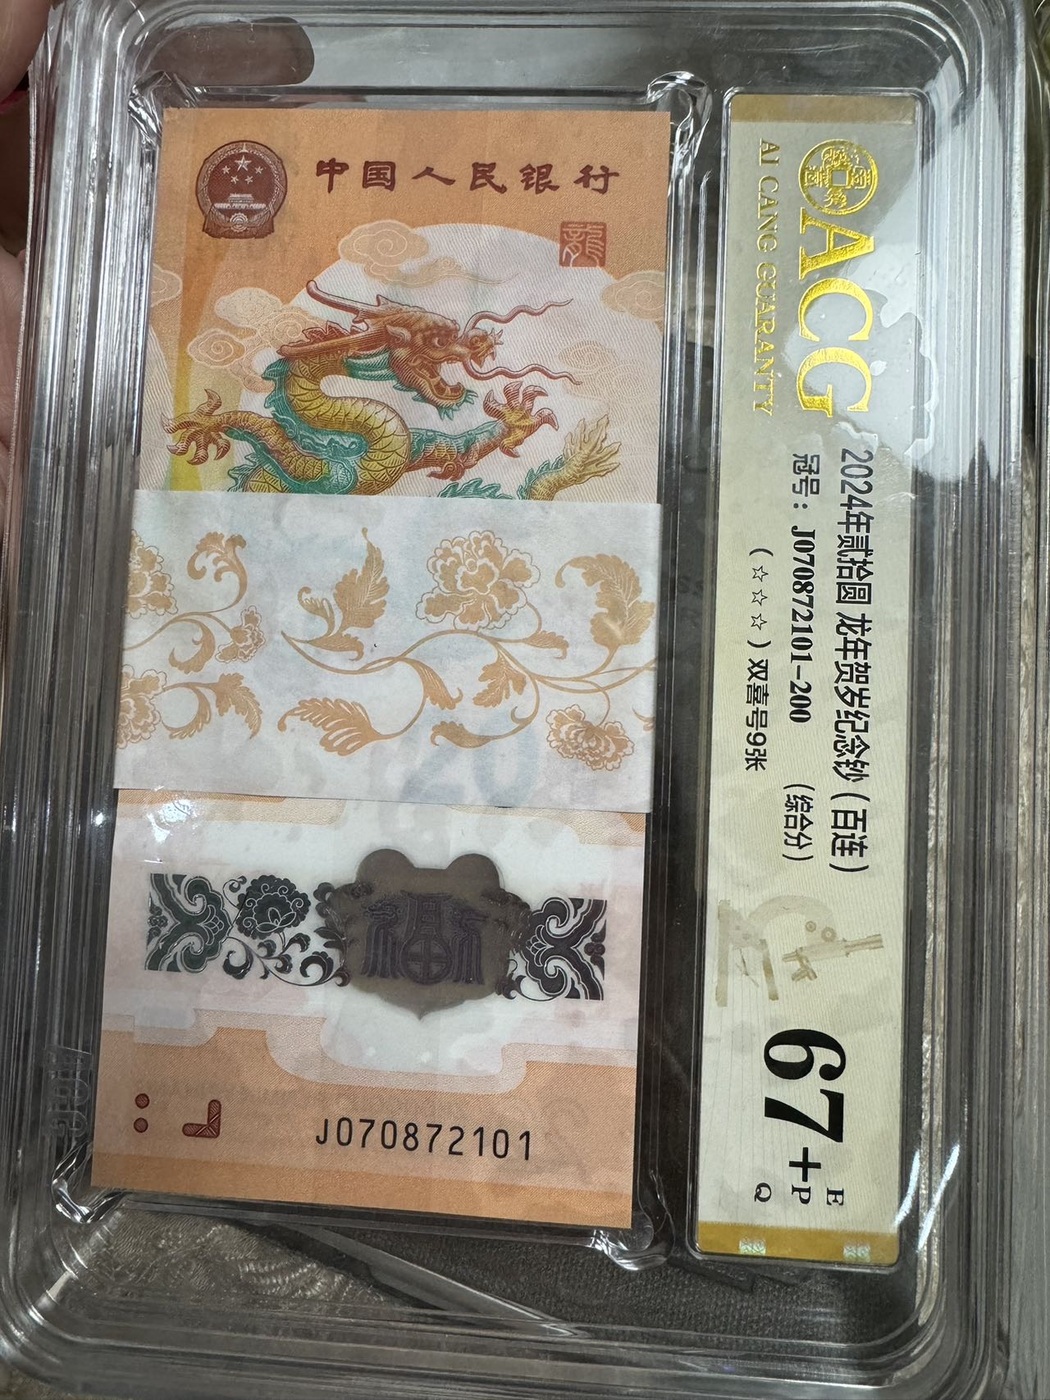 中国人民银行
龍
20
福
J070872101
ACG
AI CANG GUARANTY
2024年贰拾圆 龙年贺岁纪念钞（百连）
冠号：J070872101-200 （综合分）
（☆☆☆）双喜号9张
67+
E
P
Q